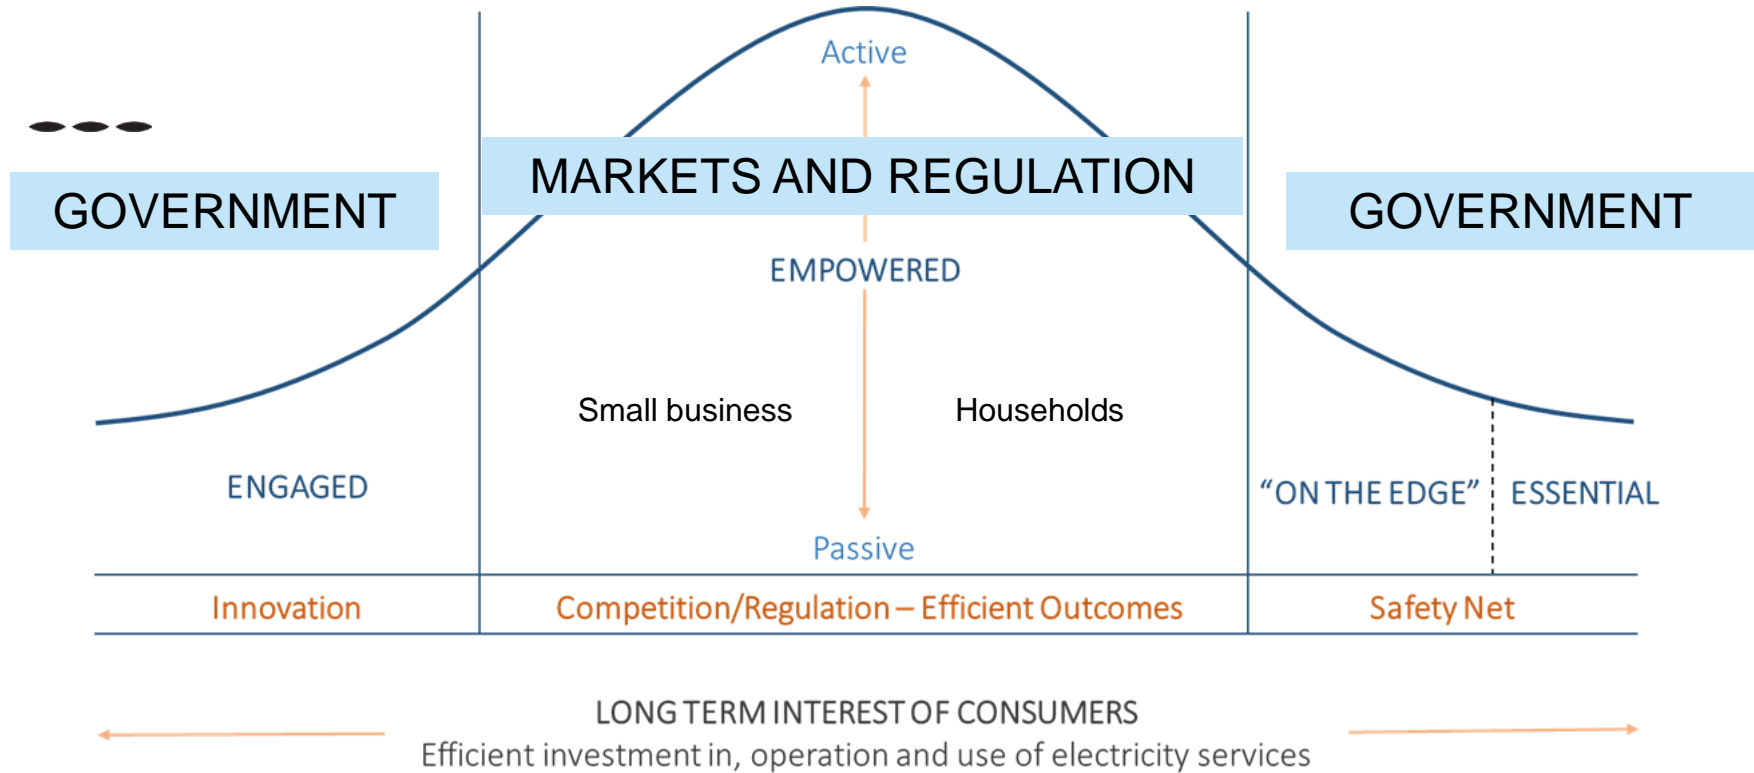 Active
MARKETS AND REGULATION
GOVERNMENT
GOVERNMENT
EMPOWERED
Small business
Households
ENGAGED
“ON THE EDGE”
ESSENTIAL
Passive
Innovation
Competition/Regulation – Efficient Outcomes
Safety Net
LONG TERM INTEREST OF CONSUMERS
Efficient investment in, operation and use of electricity services